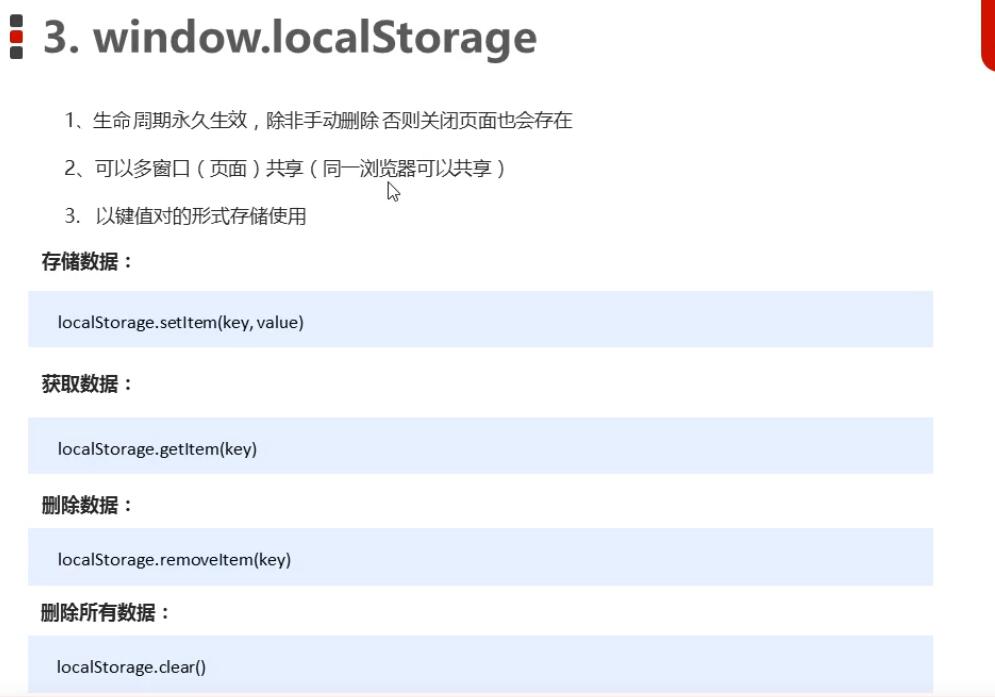 3. window.localStorage
1、生命周期永久生效，除非手动删除 否则关闭页面也会存在
2、可以多窗口（页面）共享（同一浏览器可以共享）
3. 以键值对的形式存储使用
存储数据：
localStorage.setItem(key, value)
获取数据：
localStorage.getItem(key)
删除数据：
localStorage.removeItem(key)
删除所有数据：
localStorage.clear()